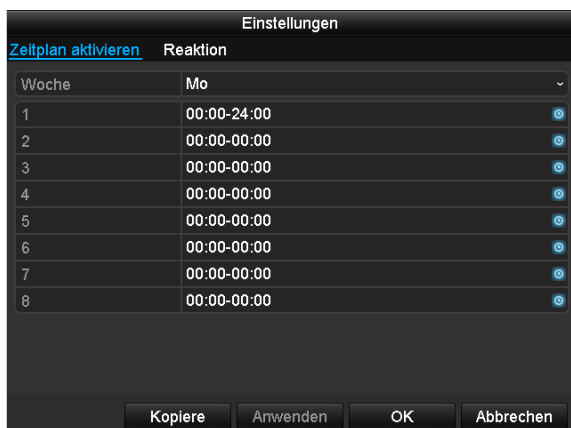 Einstellungen
Zeitplan aktivieren Reaktion
Woche Mo
1 00:00-24:00
2 00:00-00:00
3 00:00-00:00
4 00:00-00:00
5 00:00-00:00
6 00:00-00:00
7 00:00-00:00
8 00:00-00:00
Kopiere Anwenden OK Abbrechen